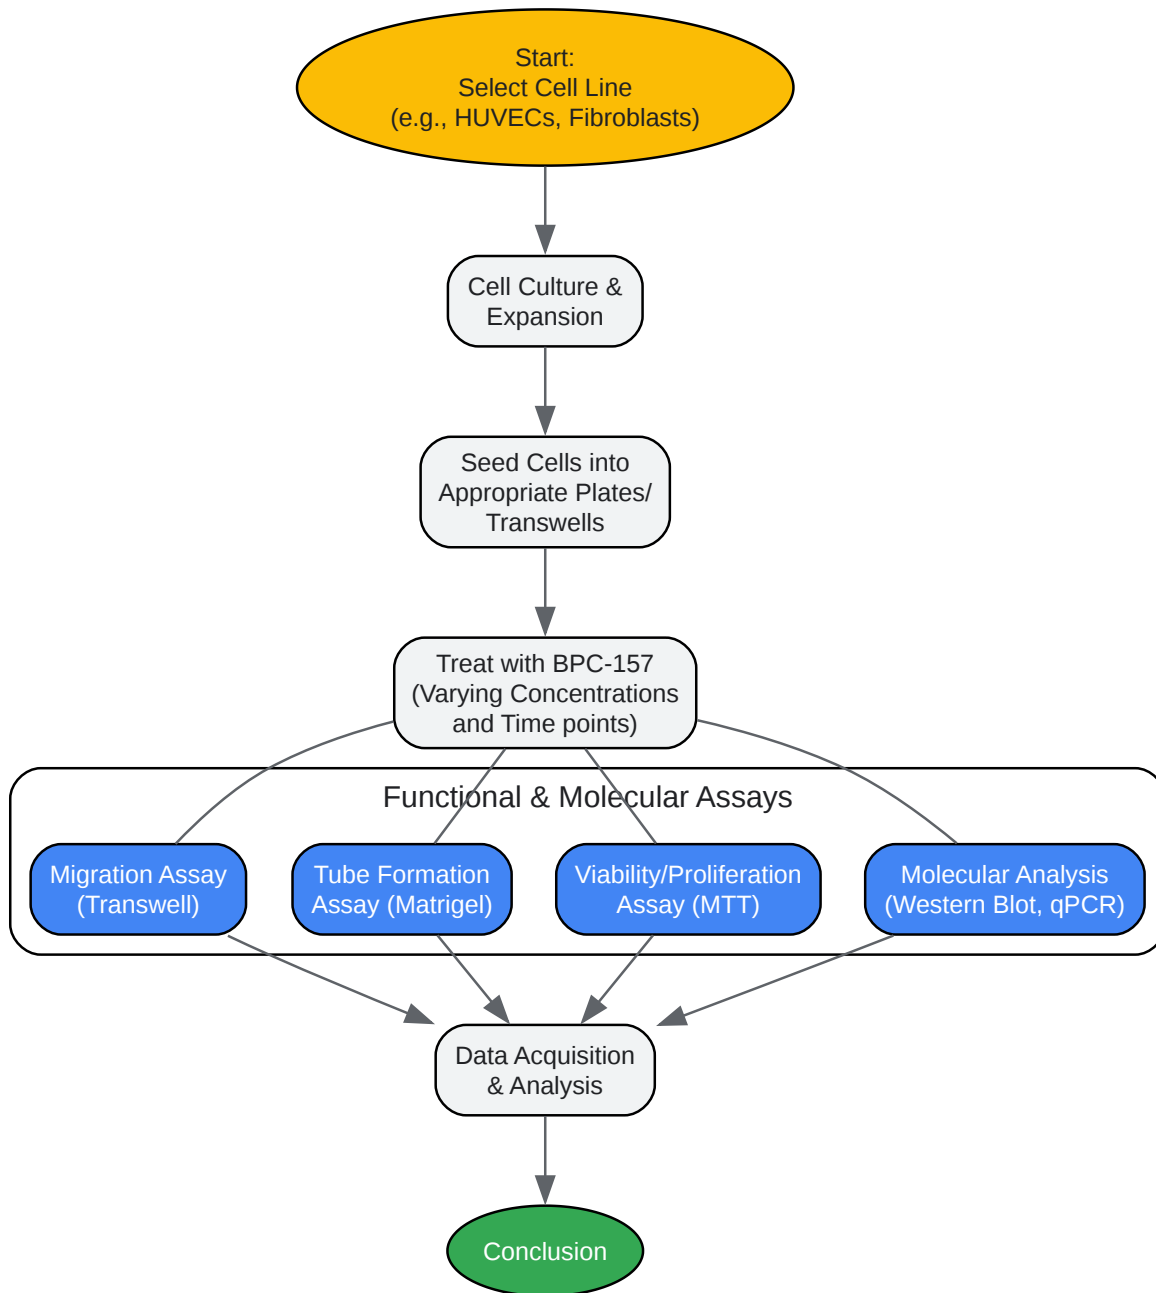 Start:
Select Cell Line
(e.g., HUVECs, Fibroblasts)
Cell Culture &
Expansion
Seed Cells into
Appropriate Plates/
Transwells
Treat with BPC-157
(Varying Concentrations
and Time points)
Functional & Molecular Assays
Migration Assay
(Transwell)
Tube Formation
Assay (Matrigel)
Viability/Proliferation
Assay (MTT)
Molecular Analysis
(Western Blot, qPCR)
Data Acquisition
& Analysis
Conclusion